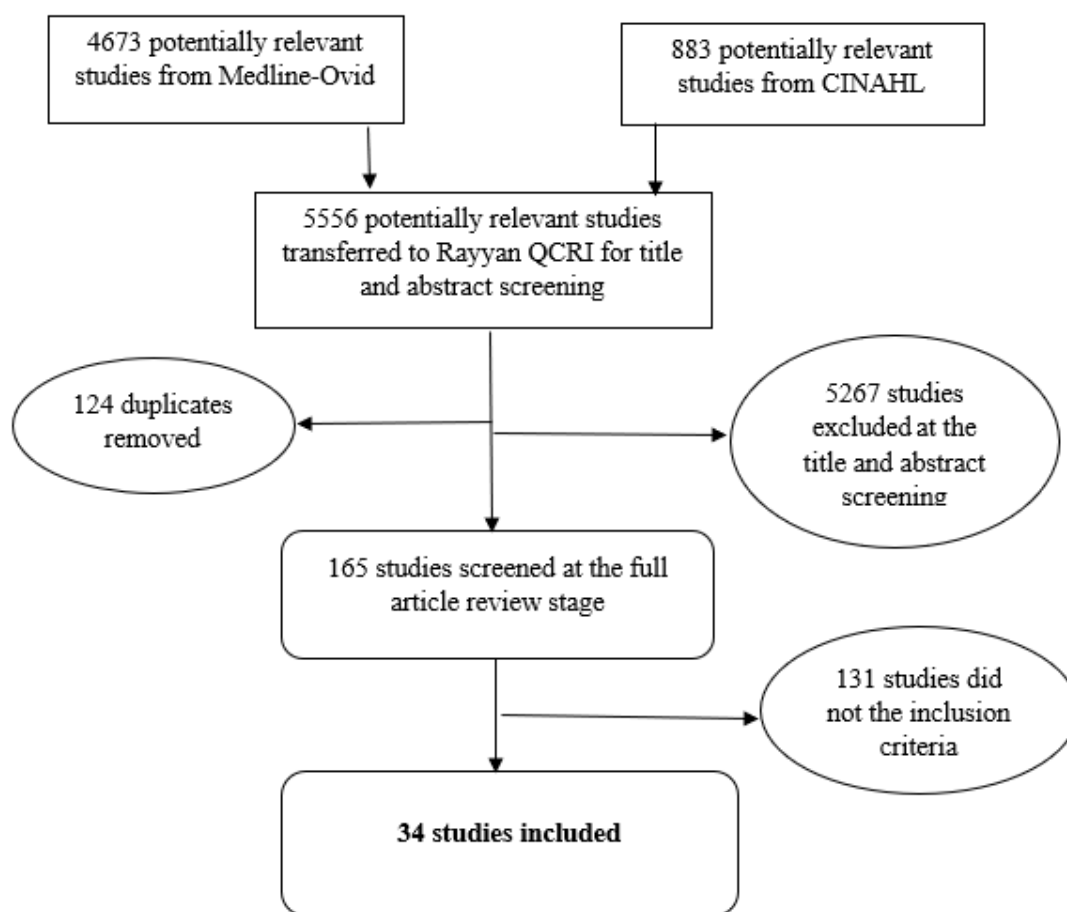 4673 potentially relevant
studies from Medline-Ovid
883 potentially relevant
studies from CINAHL
5556 potentially relevant studies
transferred to Rayyan QCRI for title
and abstract screening
124 duplicates
removed
5267 studies
excluded at the
title and abstract
screening
165 studies screened at the full
article review stage
131 studies did
not the inclusion
criteria
34 studies included